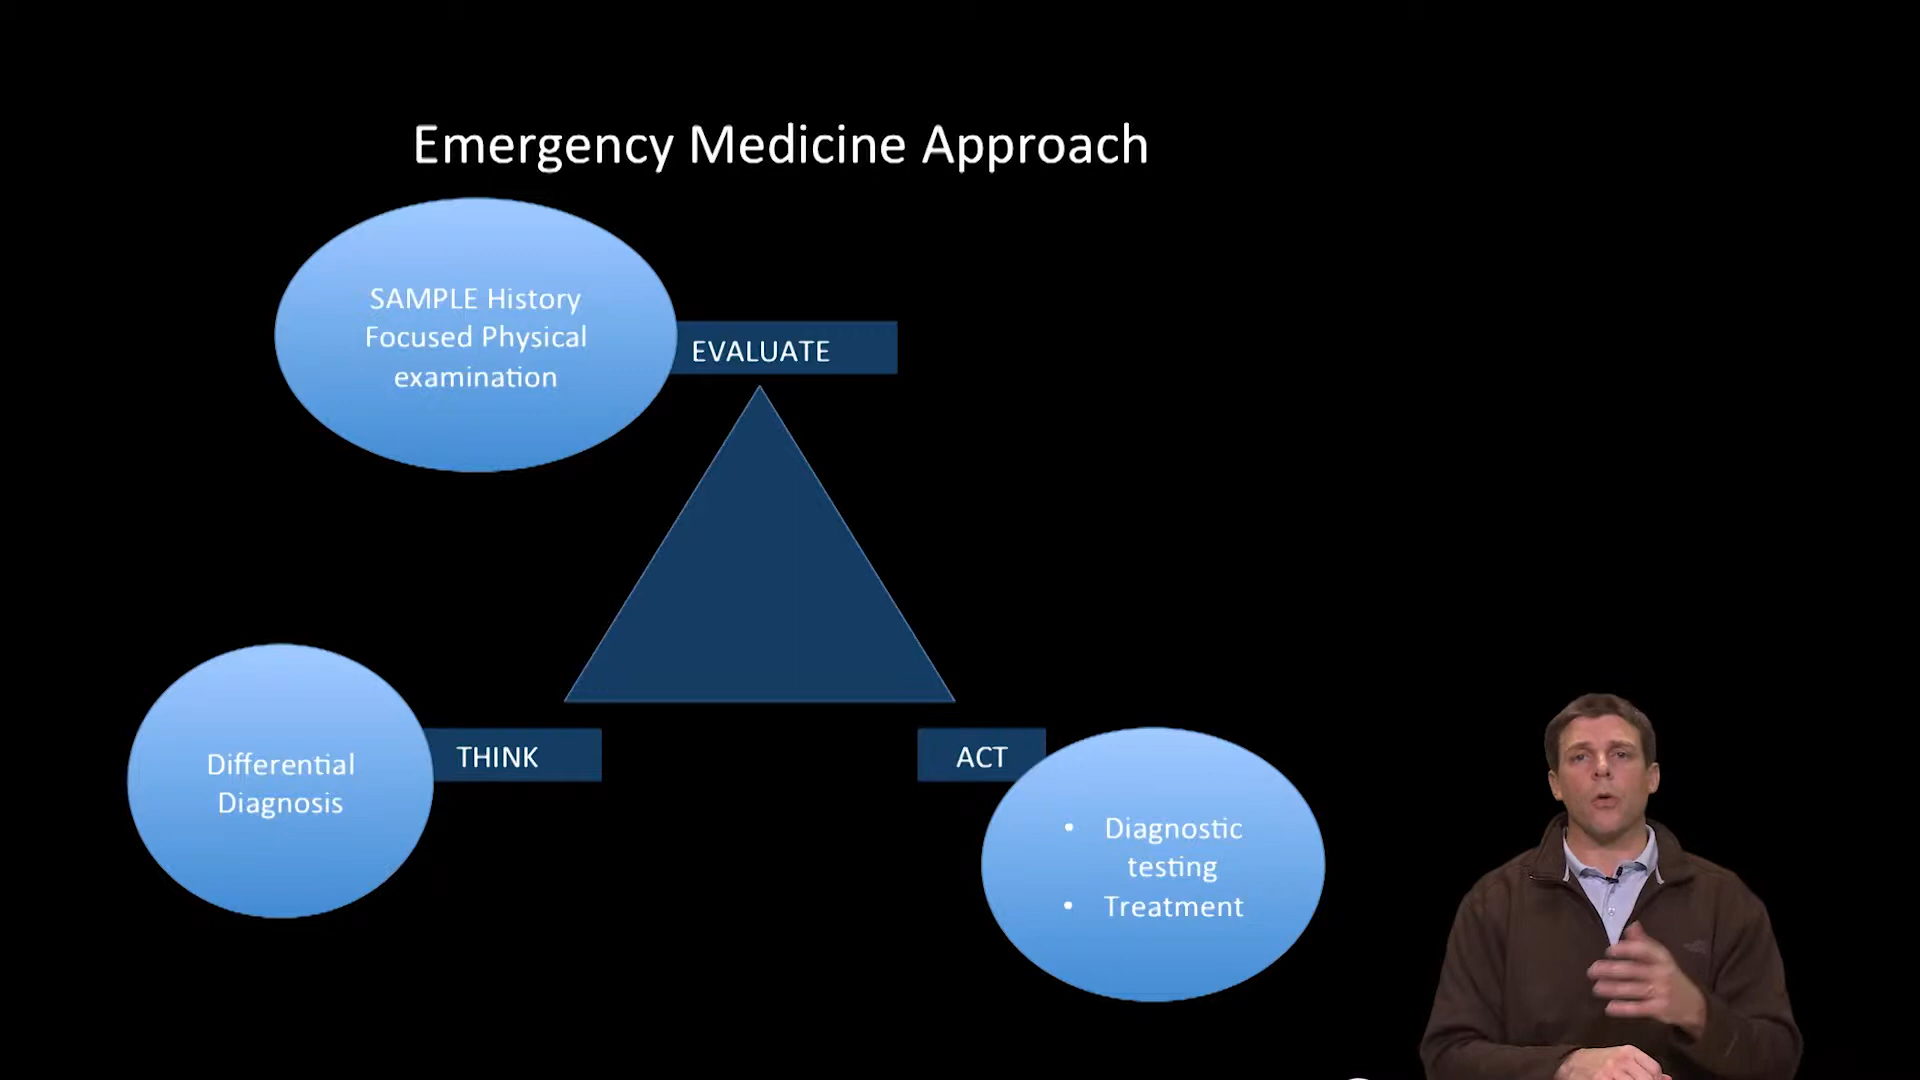 Emergency Medicine Approach
SAMPLE History
Focused Physical
examination
EVALUATE
THINK
Differential
Diagnosis
ACT
• Diagnostic
testing
• Treatment